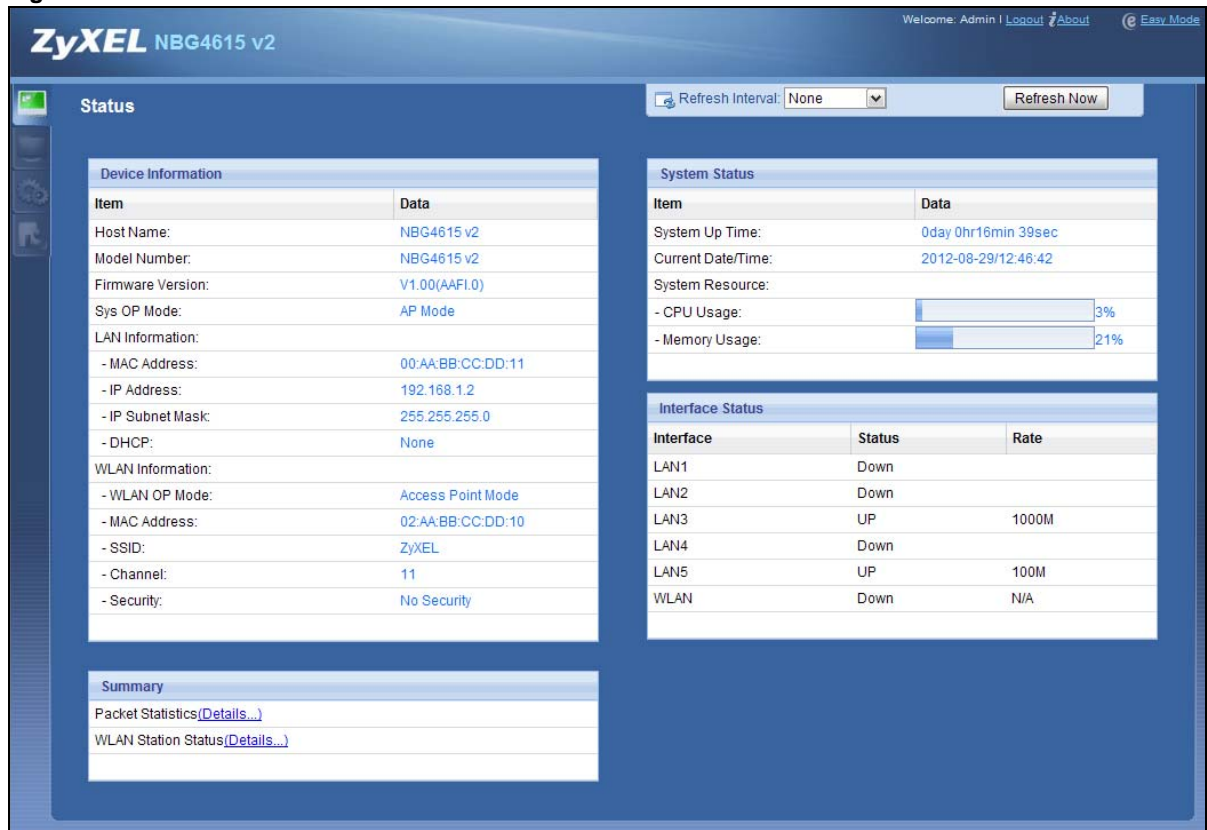 Welcome: Admin | Logout i About e Easy Mode
ZyXEL NBG4615 v2
Status
Refresh Interval: None Refresh Now
Device Information
Item Data
Host Name: NBG4615 v2
Model Number: NBG4615 v2
Firmware Version: V1.00(AAFI.0)
Sys OP Mode: AP Mode
LAN Information:
- MAC Address: 00:AA:BB:CC:DD:11
- IP Address: 192.168.1.2
- IP Subnet Mask: 255.255.255.0
- DHCP: None
WLAN Information:
- WLAN OP Mode: Access Point Mode
- MAC Address: 02:AA:BB:CC:DD:10
- SSID: ZyXEL
- Channel: 11
- Security: No Security
Summary
Packet Statistics(Details...)
WLAN Station Status(Details...)
System Status
Item Data
System Up Time: 0day 0hr16min 39sec
Current Date/Time: 2012-08-29/12:46:42
System Resource:
- CPU Usage: 3%
- Memory Usage: 21%
Interface Status
Interface Status Rate
LAN1 Down
LAN2 Down
LAN3 UP 1000M
LAN4 Down
LAN5 UP 100M
WLAN Down N/A